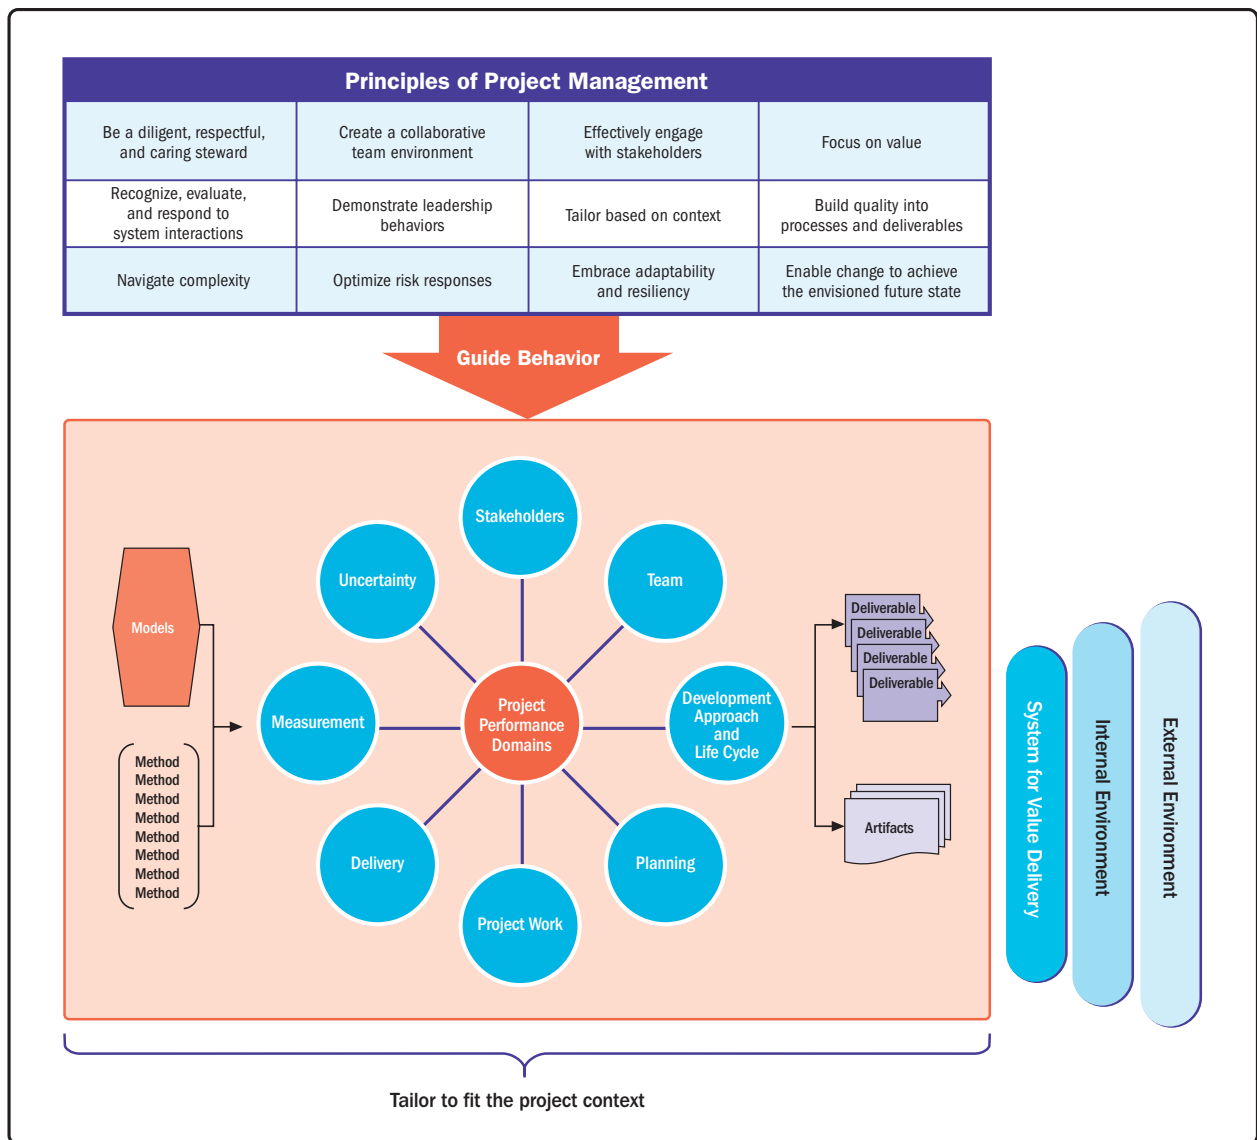 Principles of Project Management
Be a diligent, respectful,
and caring steward
Create a collaborative
team environment
Effectively engage
with stakeholders
Focus on value
Recognize, evaluate,
and respond to
system interactions
Demonstrate leadership
behaviors
Tailor based on context
Build quality into
processes and deliverables
Navigate complexity
Optimize risk responses
Embrace adaptability
and resiliency
Enable change to achieve
the envisioned future state
Guide Behavior
Stakeholders
Uncertainty
Team
Models
Measurement
Project
Performance
Domains
Development
Approach
and
Life Cycle
Deliverable
Deliverable
Deliverable
Deliverable
Method
Method
Method
Method
Method
Method
Method
Method
Delivery
Project Work
Planning
Artifacts
System for Value Delivery
Internal Environment
External Environment
Tailor to fit the project context